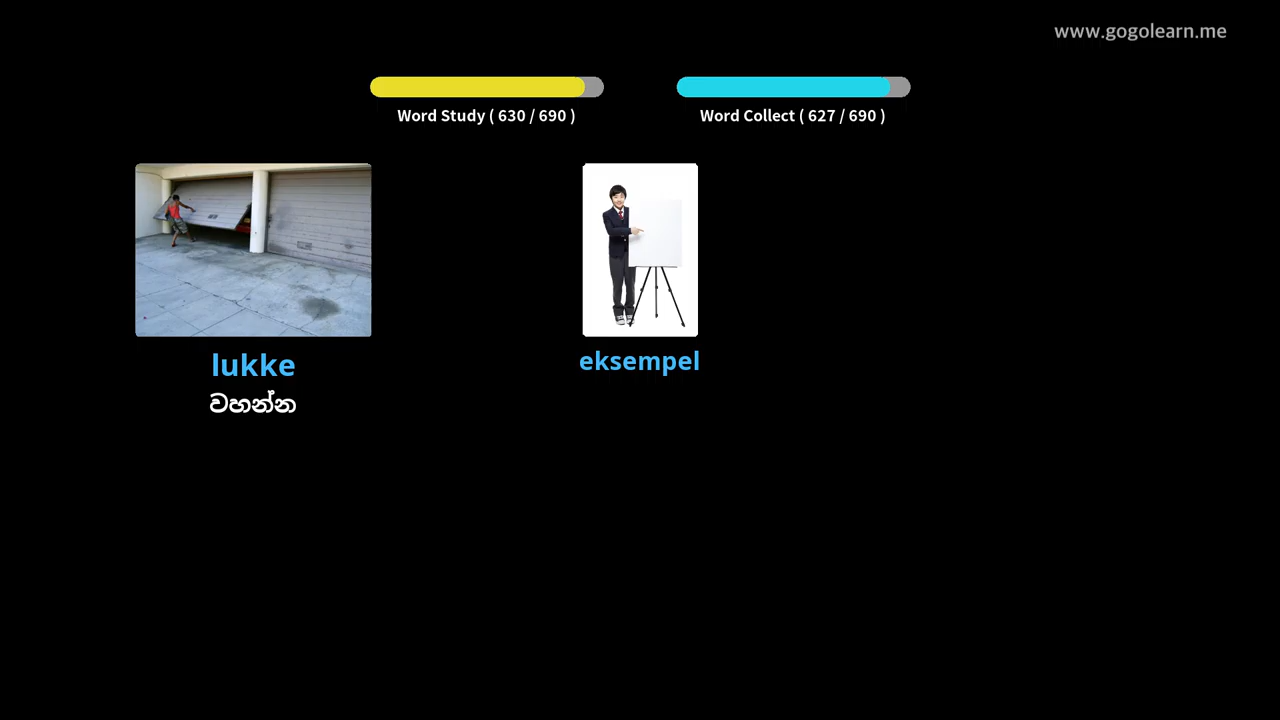 www.gogolearn.me
Word Study ( 630 / 690 )
Word Collect ( 627 / 690 )
lukke
වහන්න
eksempel